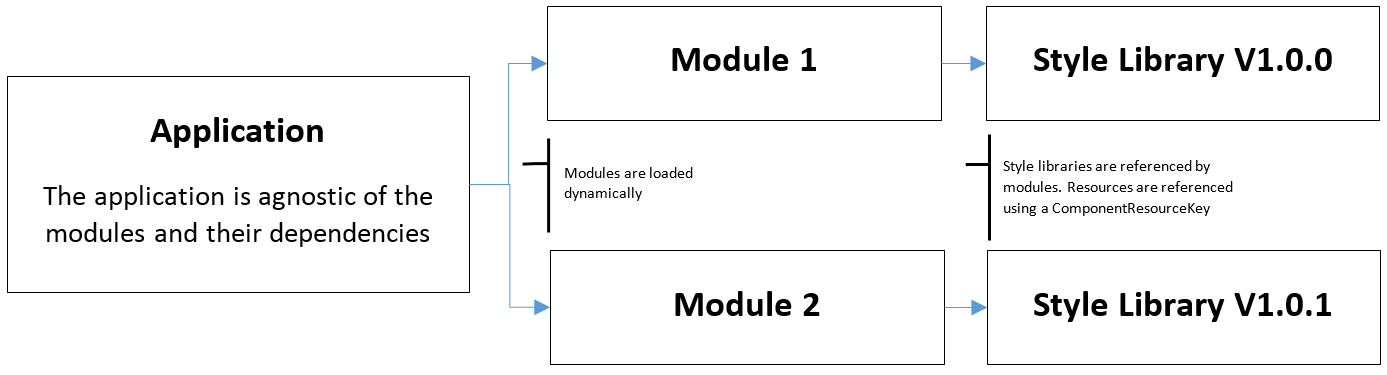 Application
The application is agnostic of the
modules and their dependencies
Module 1
Style Library V1.0.0
Modules are loaded
dynamically
Style libraries are referenced by
modules. Resources are referenced
using a ComponentResourceKey
Module 2
Style Library V1.0.1